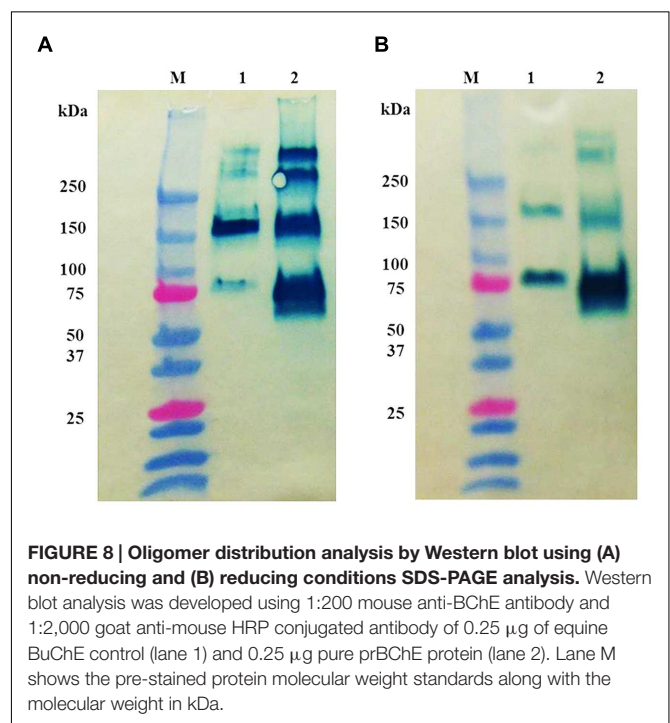 A
M 1 2
kDa
250
150
100
75
50
37
25
B
M 1 2
kDa
250
150
100
75
50
37
25
FIGURE 8 | Oligomer distribution analysis by Western blot using (A)
non-reducing and (B) reducing conditions SDS-PAGE analysis. Western
blot analysis was developed using 1:200 mouse anti-BChE antibody and
1:2,000 goat anti-mouse HRP conjugated antibody of 0.25 μg of equine
BuChE control (lane 1) and 0.25 μg pure prBChE protein (lane 2). Lane M
shows the pre-stained protein molecular weight standards along with the
molecular weight in kDa.